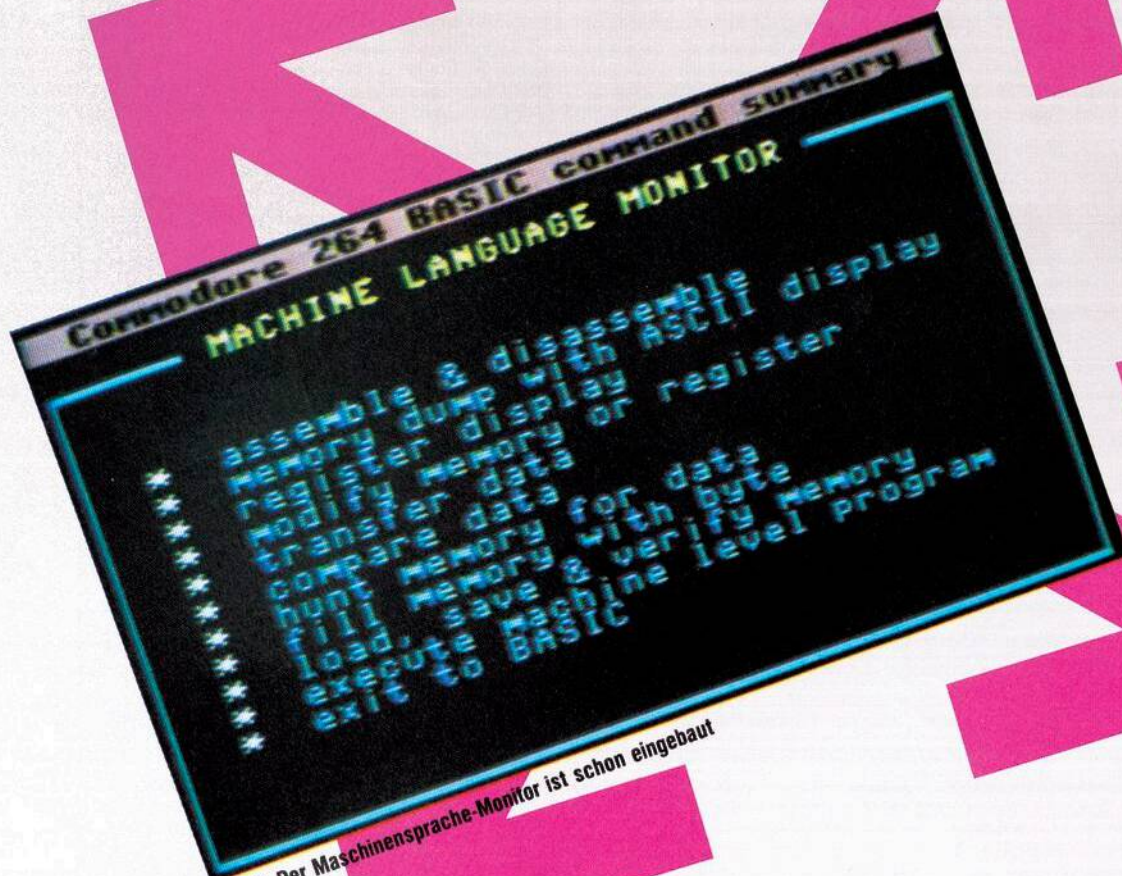 Commodore 264 BASIC command summary
MACHINE LANGUAGE MONITOR
* assemble & disassemble
* memory dump with ASCII display
* register display
* modify memory or register
* transfer data
* compare data
* hunt memory for data
* fill memory with byte
* load, save & verify memory
* execute machine level program
* exit to BASIC
Der Maschinensprache-Monitor ist schon eingebaut